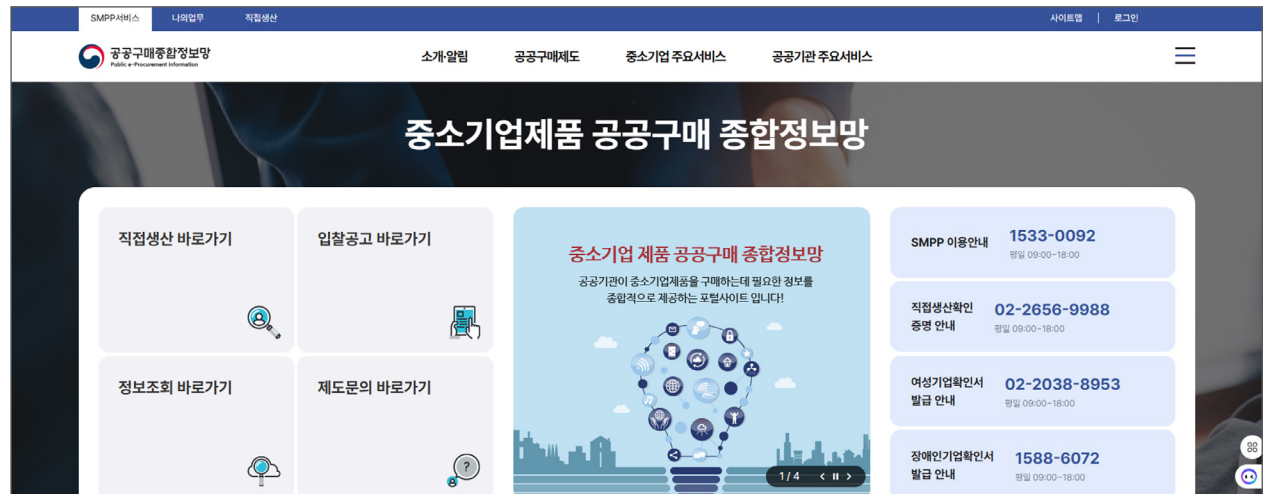 SMPP서비스 나의업무 직접생산 사이트맵 로그인
공공구매종합정보망
Public e-Procurement Information
소개·알림 공공구매제도 중소기업 주요서비스 공공기관 주요서비스
중소기업제품 공공구매 종합정보망
직접생산 바로가기
입찰공고 바로가기
정보조회 바로가기
제도문의 바로가기
중소기업 제품 공공구매 종합정보망
공공기관이 중소기업제품을 구매하는데 필요한 정보를
종합적으로 제공하는 포털사이트 입니다!
1 / 4
SMPP 이용안내 1533-0092
평일 09:00~18:00
직접생산확인
증명 안내
02-2656-9988
평일 09:00~18:00
여성기업확인서
발급 안내
02-2038-8953
평일 09:00~18:00
장애인기업확인서
발급 안내
1588-6072
평일 09:00~18:00